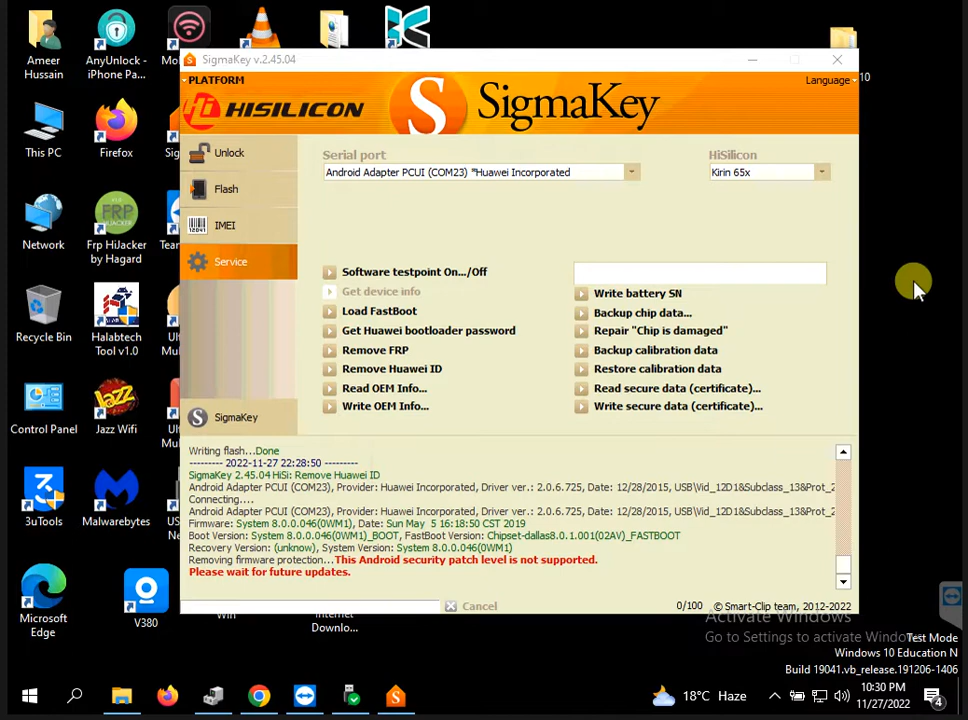 Ameer
Hussain
AnyUnlock -
iPhone Pa...
SigmaKey v.2.45.04
PLATFORM
Language
HISILICON
S
SigmaKey
10
This PC
Firefox
Unlock
Flash
IMEI
Service
SigmaKey
Serial port
HiSilicon
Android Adapter PCUI (COM23) "Huawei Incorporated
Kirin 65x
Network
FRP
Frp HiJacker
by Hagard
Software testpoint On.../Off
Get device info
Load FastBoot
Get Huawei bootloader password
Remove FRP
Remove Huawei ID
Read OEM Info...
Write OEM Info...
Write battery SN
Backup chip data...
Repair "Chip is damaged"
Backup calibration data
Restore calibration data
Read secure data (certificate)...
Write secure data (certificate)...
Recycle Bin
Halabtech
Tool v1.0
Control Panel
Jazz
Jazz Wifi
3uTools
Malwarebytes
Microsoft
Edge
V380
Internet
Downlo...
Writing flash...Done
--------- 2022-11-27 22:28:50 ---------
SigmaKey 2.45.04 HiSi: Remove Huawei ID
Android Adapter PCUI (COM23), Provider: Huawei Incorporated, Driver ver.: 2.0.6.725, Date: 12/28/2015, USB\Vid_12D1&Subclass_13&Prot_2
Connecting....
Android Adapter PCUI (COM23), Provider: Huawei Incorporated, Driver ver.: 2.0.6.725, Date: 12/28/2015, USB\Vid_12D1&Subclass_13&Prot_2
Firmware: System 8.0.0.046(0WM1), Date: Sun May 5 16:18:50 CST 2019
Boot Version: System 8.0.0.046(0WM1)_BOOT, FastBoot Version: Chipset-dallas8.0.1.001(02AV)_FASTBOOT
Recovery Version: (unknow), System Version: System 8.0.0.046(0WM1)
Removing firmware protection...This Android security patch level is not supported.
Please wait for future updates.
Cancel
0/100
© Smart-Clip team, 2012-2022
Activate Windows
Go to Settings to activate Windows
Test Mode
Windows 10 Education N
Build 19041.vb_release.191206-1406
18°C Haze
10:30 PM
11/27/2022
4